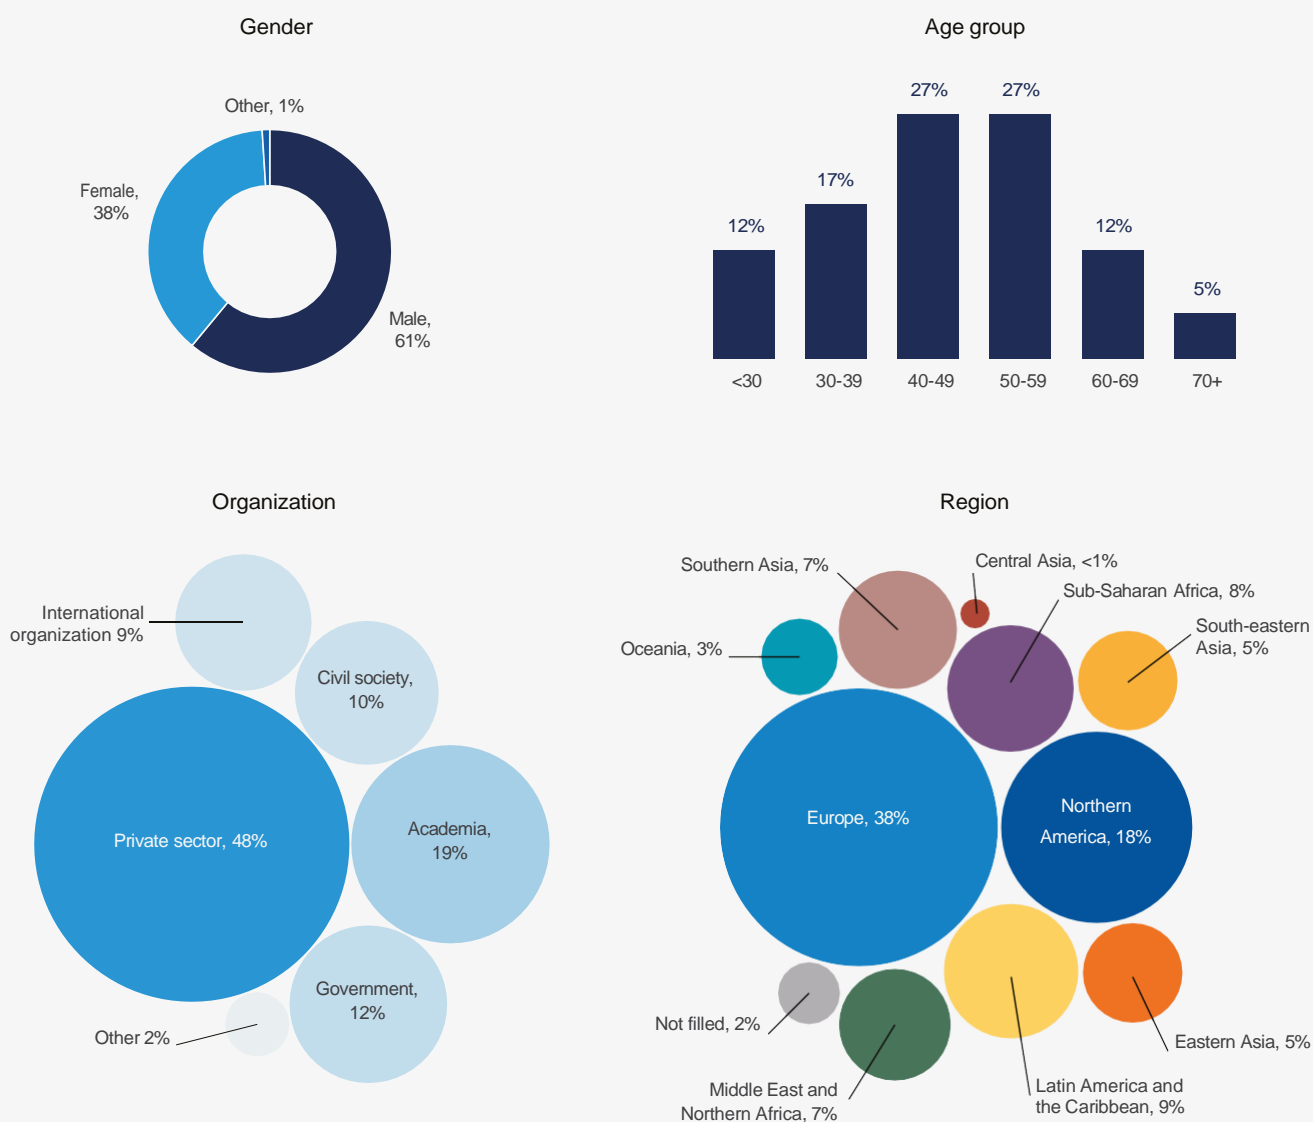 Gender
Other, 1%
Female,
38%
Male,
61%
Age group
27%
27%
17%
12%
12%
5%
<30
30-39
40-49
50-59
60-69
70+
Organization
International
organization 9%
Civil society,
10%
Private sector, 48%
Academia,
19%
Government,
12%
Other 2%
Region
Southern Asia, 7%
Central Asia, <1%
Sub-Saharan Africa, 8%
South-eastern
Asia, 5%
Oceania, 3%
Europe, 38%
Northern
America, 18%
Not filled, 2%
Eastern Asia, 5%
Middle East and
Northern Africa, 7%
Latin America and
the Caribbean, 9%